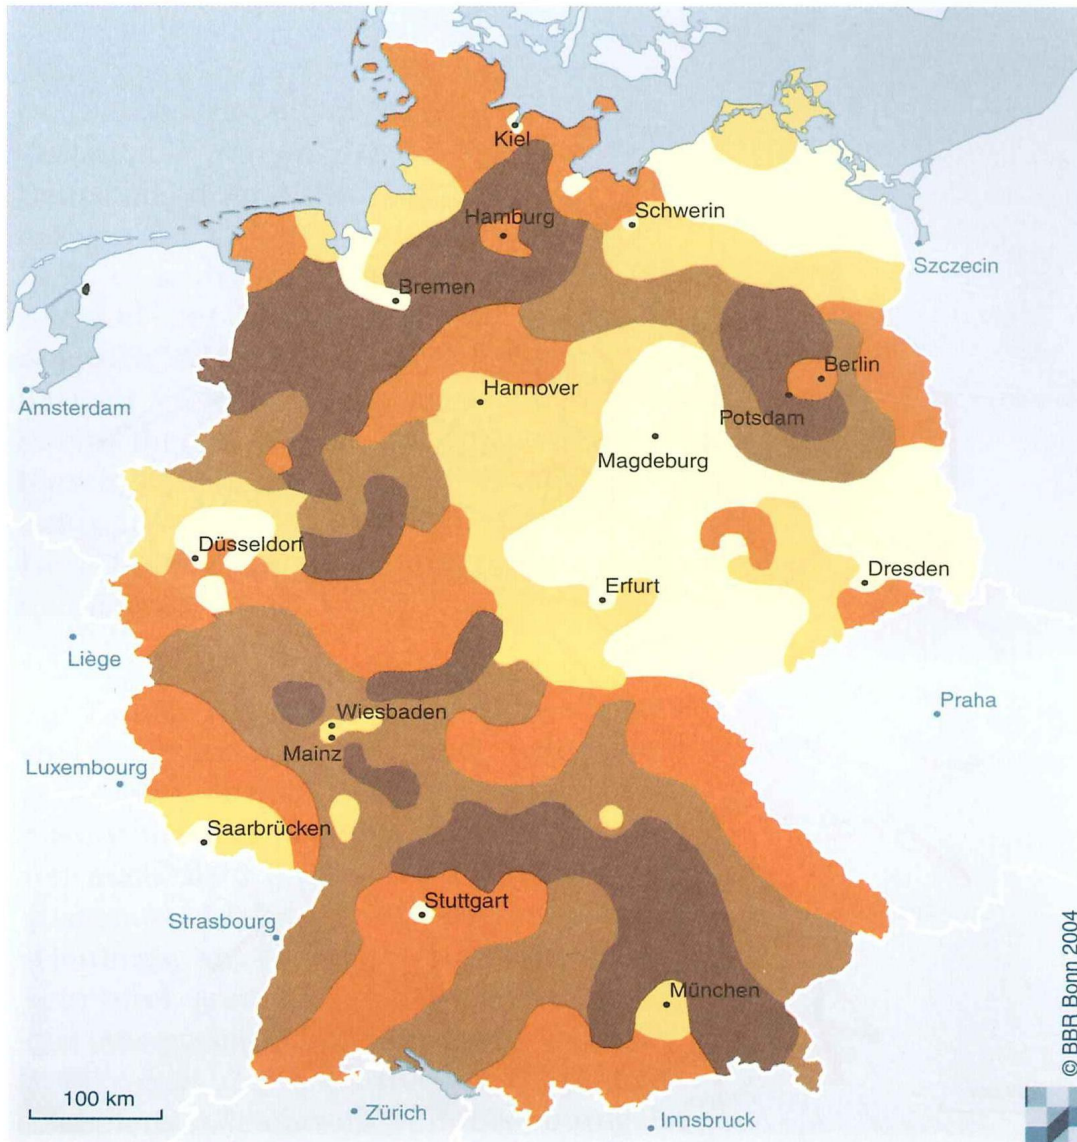 Kiel
Hamburg
Schwerin
Szczecin
Bremen
Berlin
Amsterdam
Hannover
Potsdam
Magdeburg
Düsseldorf
Erfurt
Dresden
Liège
Wiesbaden
Praha
Mainz
Luxembourg
Saarbrücken
Stuttgart
Strasbourg
München
© BBR Bonn 2004
100 km
Zürich
Innsbruck